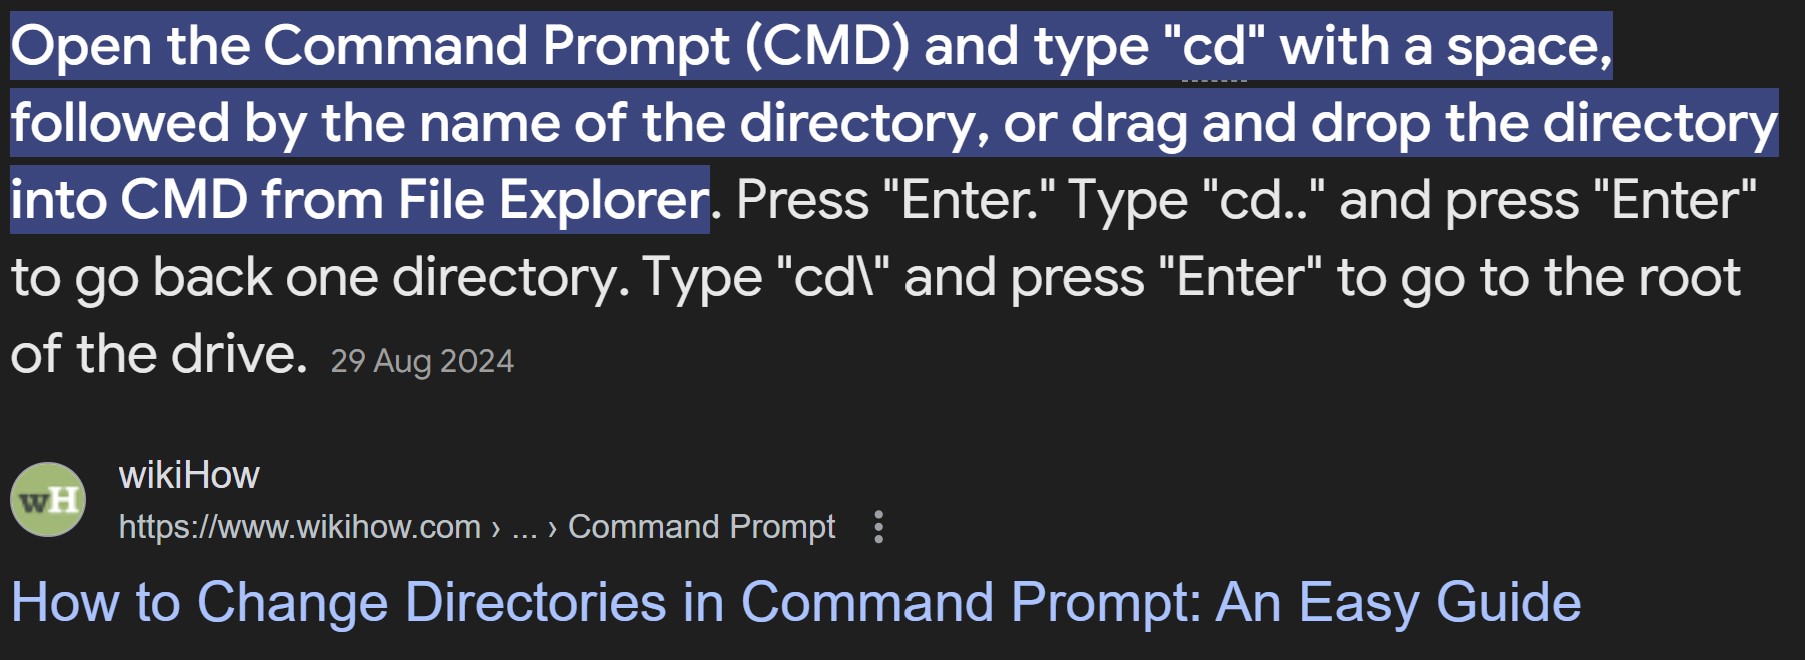 Open the Command Prompt (CMD) and type "cd" with a space,
followed by the name of the directory, or drag and drop the directory
into CMD from File Explorer. Press "Enter." Type "cd.." and press "Enter"
to go back one directory. Type "cd\" and press "Enter" to go to the root
of the drive. 29 Aug 2024
wH
wikiHow
https://www.wikihow.com › ... › Command Prompt
How to Change Directories in Command Prompt: An Easy Guide